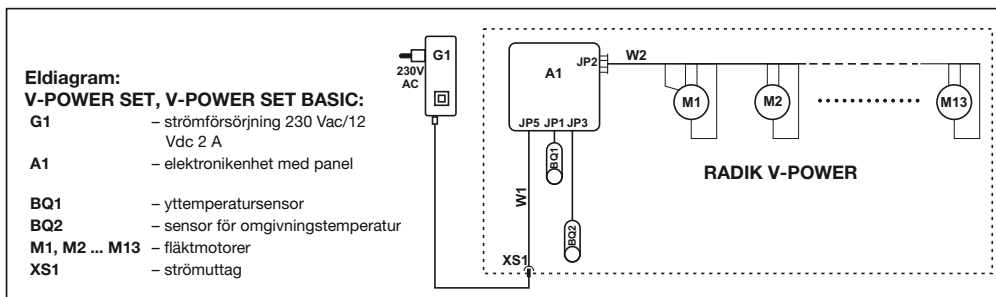 Eldiagram:
V-POWER SET, V-POWER SET BASIC:
G1 – strömförsörjning 230 Vac/12
Vdc 2 A
A1 – elektronikenhet med panel
BQ1 – yttemperatursensor
BQ2 – sensor för omgivningstemperatur
M1, M2 ... M13 – fläktmotorer
XS1 – strömuttag
G1
230V
AC
A1
JP2
W2
JP5 JP1 JP3
M1
M2
M13
BQ1
W1
BQ2
XS1
RADIK V-POWER